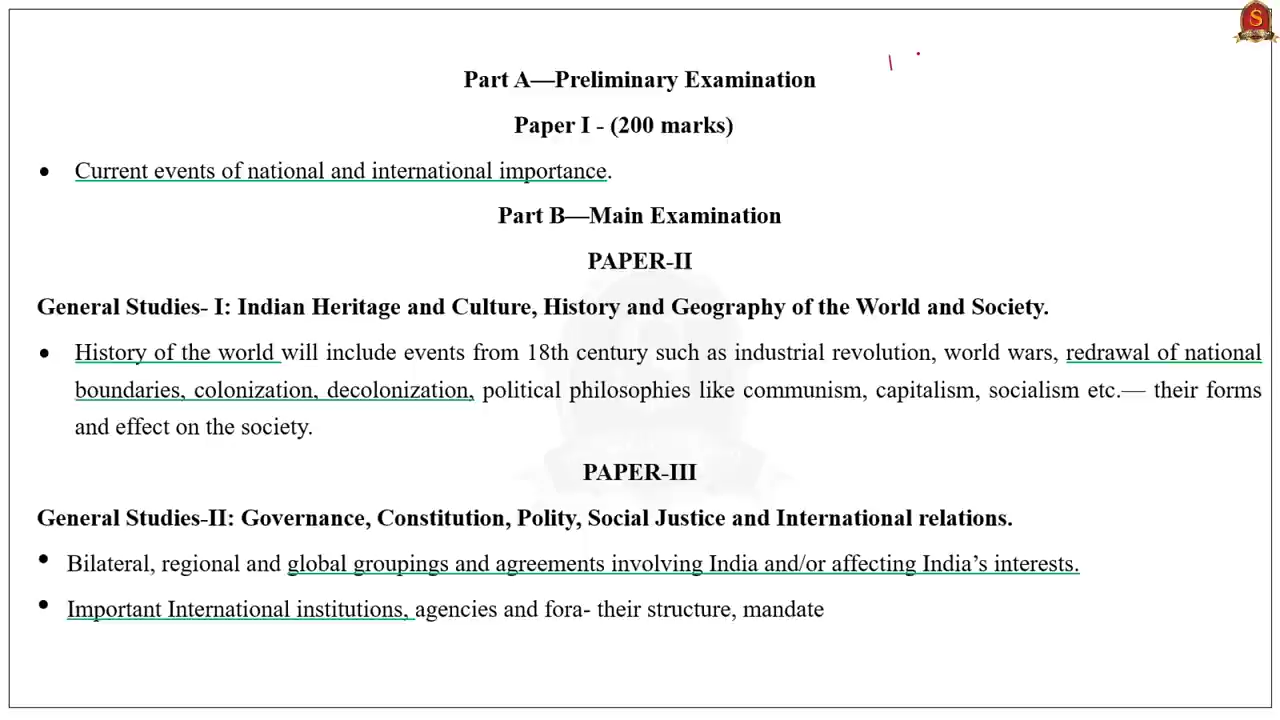 S
Part A—Preliminary Examination
Paper I - (200 marks)
• Current events of national and international importance.
Part B—Main Examination
PAPER-II
General Studies- I: Indian Heritage and Culture, History and Geography of the World and Society.
• History of the world will include events from 18th century such as industrial revolution, world wars, redrawal of national
boundaries, colonization, decolonization, political philosophies like communism, capitalism, socialism etc.— their forms
and effect on the society.
PAPER-III
General Studies-II: Governance, Constitution, Polity, Social Justice and International relations.
• Bilateral, regional and global groupings and agreements involving India and/or affecting India’s interests.
• Important International institutions, agencies and fora- their structure, mandate